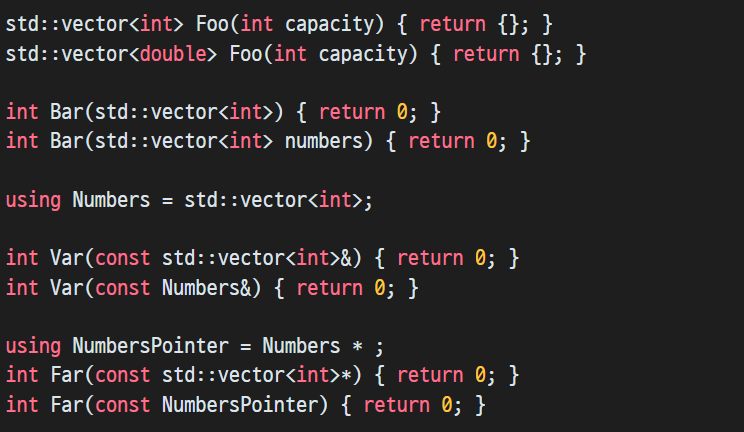 std::vector<int> Foo(int capacity) { return {}; }
std::vector<double> Foo(int capacity) { return {}; }
int Bar(std::vector<int>) { return 0; }
int Bar(std::vector<int> numbers) { return 0; }
using Numbers = std::vector<int>;
int Var(const std::vector<int>&) { return 0; }
int Var(const Numbers&) { return 0; }
using NumbersPointer = Numbers * ;
int Far(const std::vector<int>*) { return 0; }
int Far(const NumbersPointer) { return 0; }